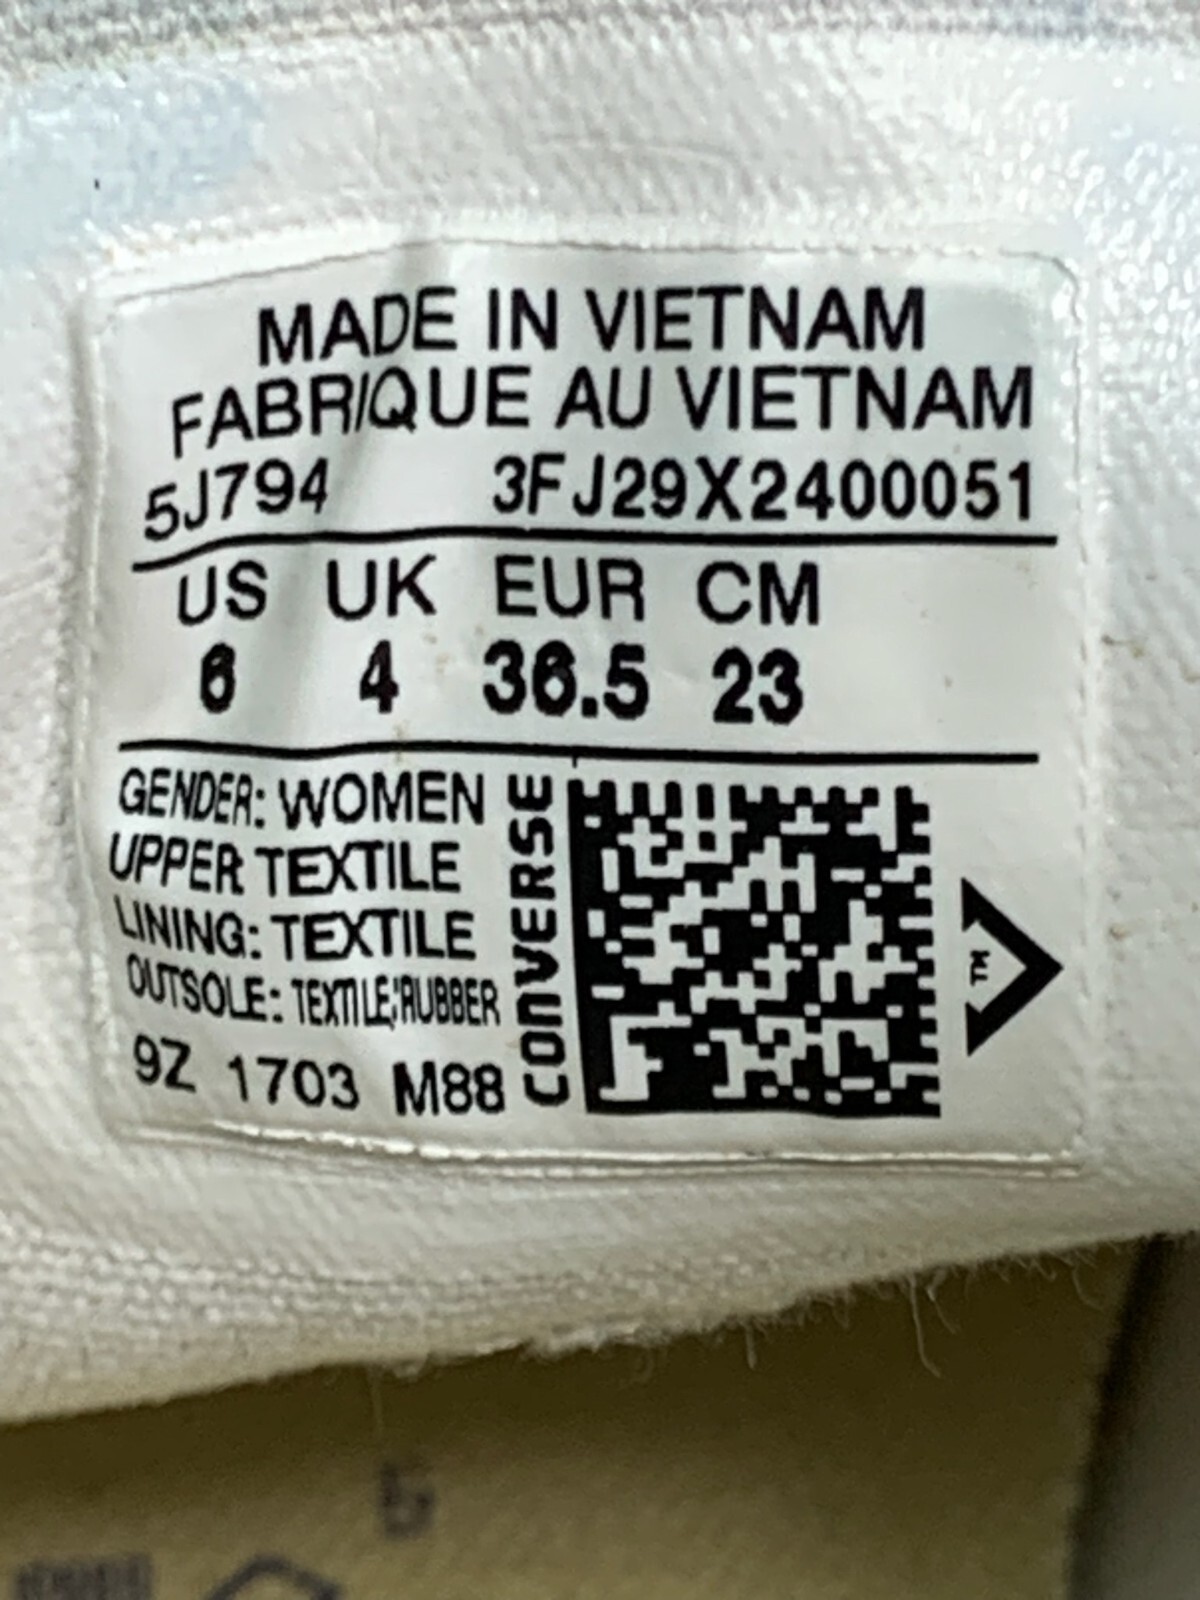 MADE IN VIETNAM
FABRIQUE AU VIETNAM
5J794 3FJ29X2400051
US UK EUR CM
6 4 36.5 23
GENDER: WOMEN
UPPER TEXTILE
LINING: TEXTILE
OUTSOLE: TEXTILE;RUBBER
9Z 1703 M88
CONVERSE
TM